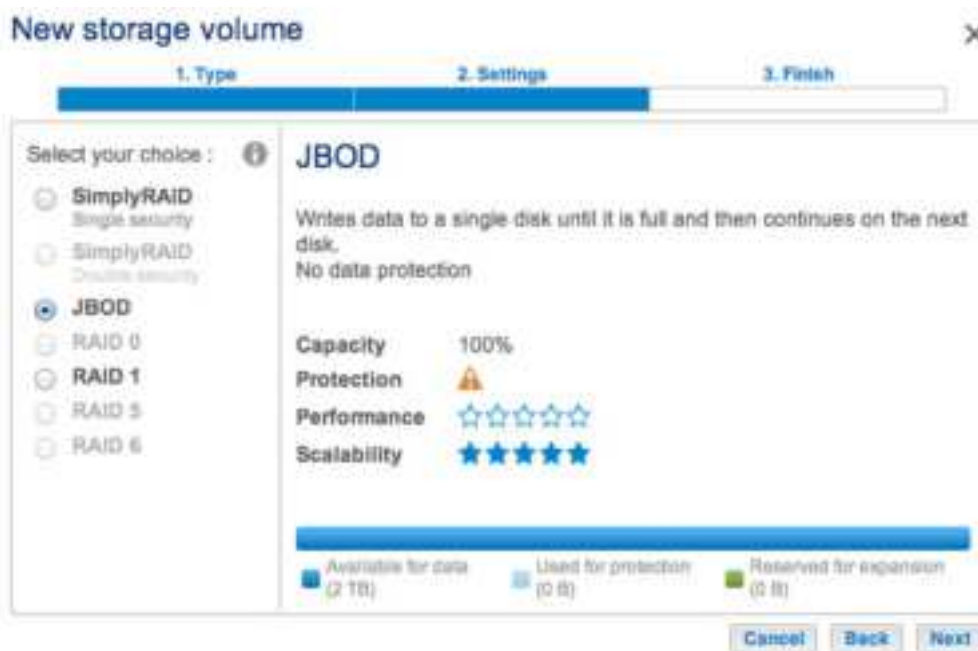 New storage volume
1. Type
2. Settings
3. Finish
Select your choice :
SimplyRAID
Single security
SimplyRAID
Double security
JBOD
RAID 0
RAID 1
RAID 5
RAID 6
JBOD
Writes data to a single disk until it is full and then continues on the next
disk.
No data protection
Capacity 100%
Protection
Performance
Scalability
Available for data
(2 TB)
Used for protection
(0 B)
Reserved for expansion
(0 B)
Cancel Back Next